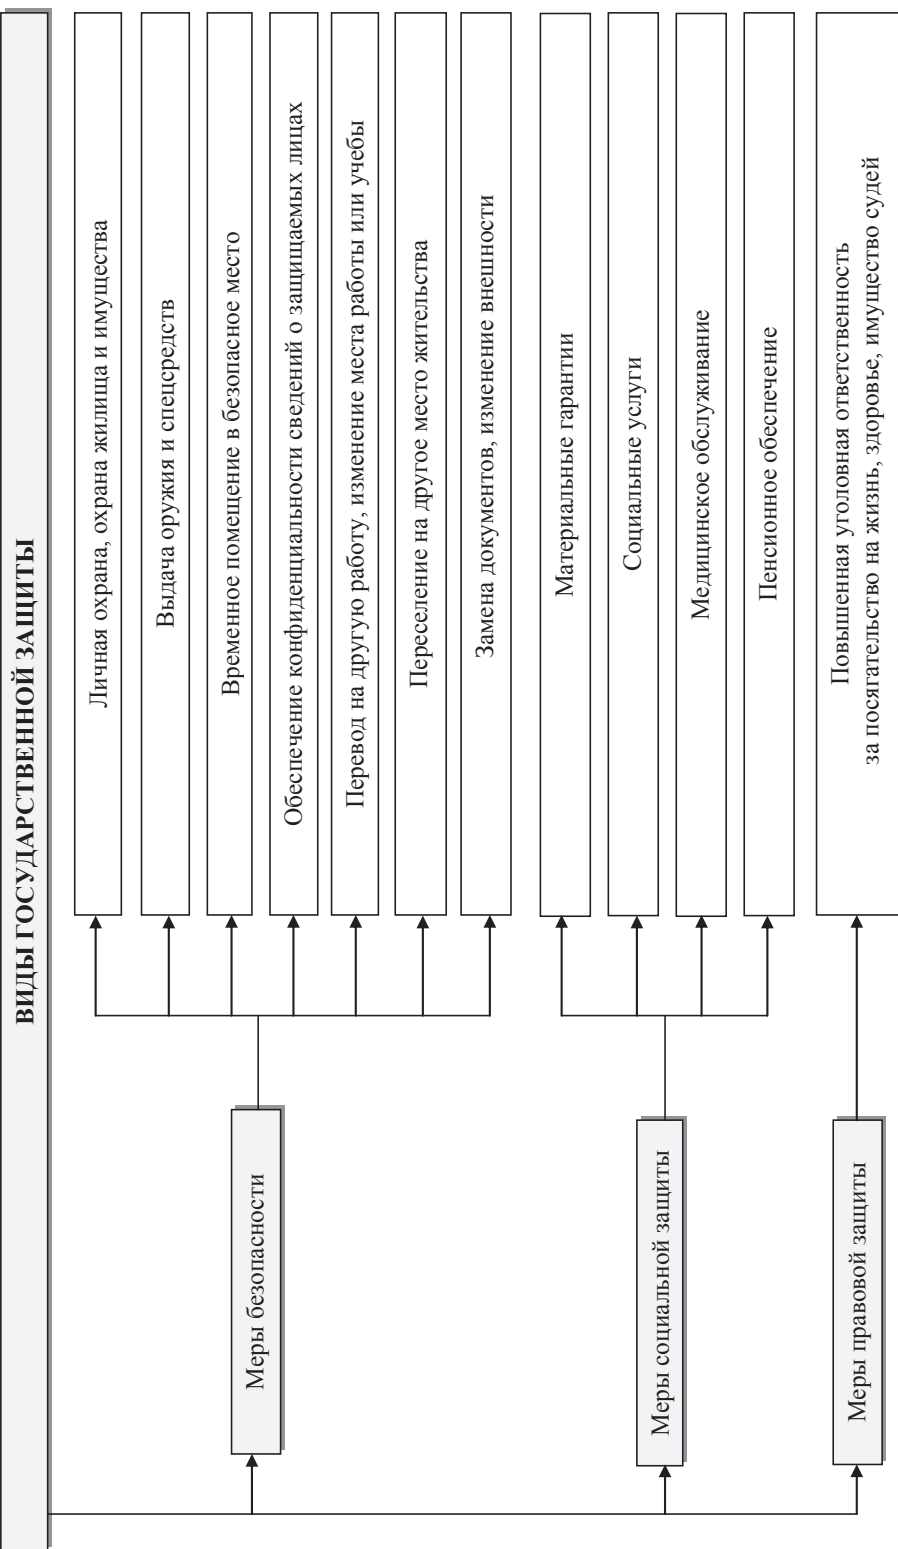 ВИДЫ ГОСУДАРСТВЕННОЙ ЗАЩИТЫ
Меры безопасности
Личная охрана, охрана жилища и имущества
Выдача оружия и спецсредств
Временное помещение в безопасное место
Обеспечение конфиденциальности сведений о защищаемых лицах
Перевод на другую работу, изменение места работы или учебы
Переселение на другое место жительства
Замена документов, изменение внешности
Меры социальной защиты
Материальные гарантии
Социальные услуги
Медицинское обслуживание
Пенсионное обеспечение
Меры правовой защиты
Повышенная уголовная ответственность
за посягательство на жизнь, здоровье, имущество судей